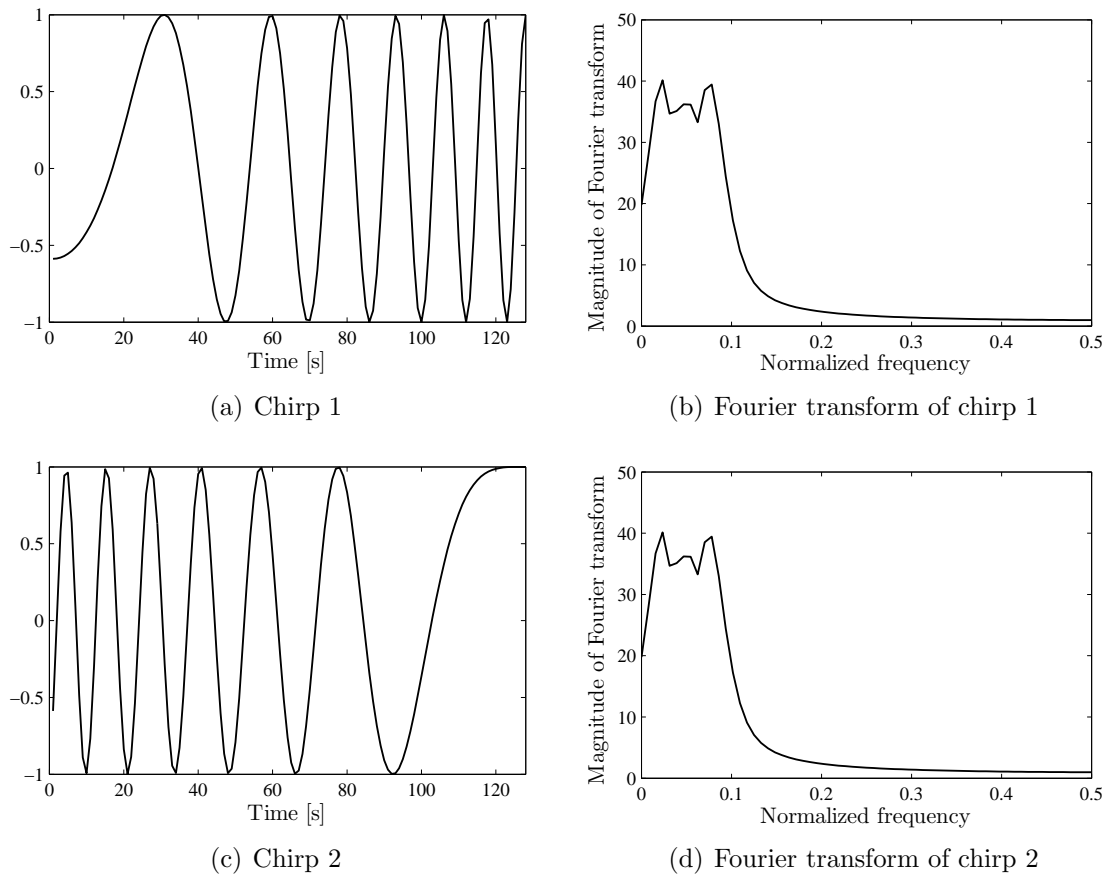 1
0.5
0
−0.5
−1
0 20 40 60 80 100 120
Time [s]
(a) Chirp 1
Magnitude of Fourier transform
50
40
30
20
10
0
0 0.1 0.2 0.3 0.4 0.5
Normalized frequency
(b) Fourier transform of chirp 1
1
0.5
0
−0.5
−1
0 20 40 60 80 100 120
Time [s]
(c) Chirp 2
Magnitude of Fourier transform
50
40
30
20
10
0
0 0.1 0.2 0.3 0.4 0.5
Normalized frequency
(d) Fourier transform of chirp 2